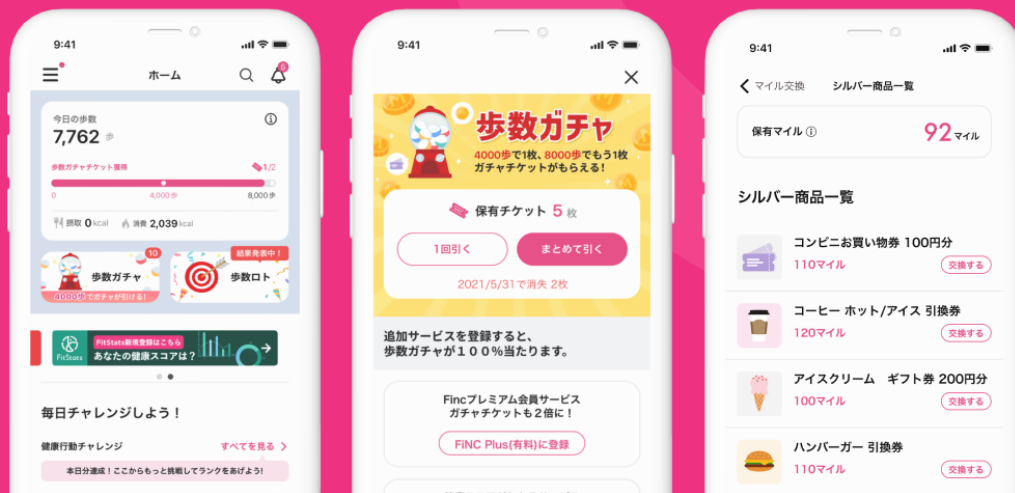 9:41
ホーム
6
今日の歩数
7,762 歩
歩数ガチャチケット獲得
1/2
0
4,000歩
8,000歩
摂取 0 kcal
消費 2,039 kcal
10
歩数ガチャ
4000歩でガチャが引ける!
結果発表中!
歩数ロト
FitStats
FitStats新規登録はこちら
あなたの健康スコアは?
毎日チャレンジしよう!
健康行動チャレンジ
すべてを見る
本日分達成!ここからもっと挑戦してランクをあげよう!
9:41
歩数ガチャ
4000歩で1枚、8000歩でもう1枚
ガチャチケットがもらえる!
保有チケット 5 枚
1回引く
まとめて引く
2021/5/31で消失 2枚
追加サービスを登録すると、
歩数ガチャが100%当たります。
Fincプレミアム会員サービス
ガチャチケットも2倍に!
FiNC Plus(有料)に登録
9:41
マイル交換
シルバー商品一覧
保有マイル
92マイル
シルバー商品一覧
コンビニお買い物券 100円分
110マイル
交換する
コーヒー ホット/アイス 引換券
120マイル
交換する
アイスクリーム ギフト券 200円分
100マイル
交換する
ハンバーガー 引換券
110マイル
交換する